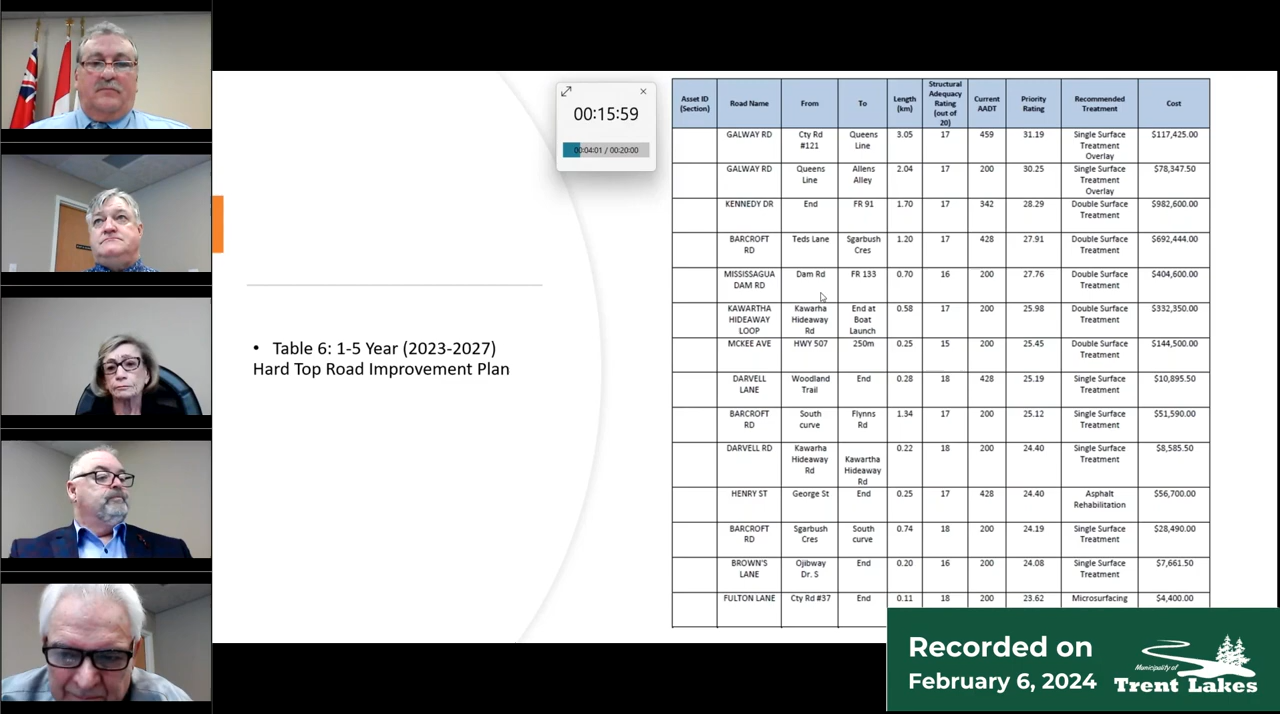 00:15:59
00:04:01 / 00:20:00
• Table 6: 1-5 Year (2023-2027)
Hard Top Road Improvement Plan
Asset ID (Section) Road Name From To Length (km) Structural Adequacy Rating (out of 20) Current AADT Priority Rating Recommended Treatment Cost
GALWAY RD Cty Rd #121 Queens Line 3.05 17 459 31.19 Single Surface Treatment Overlay $117,425.00
GALWAY RD Queens Line Allens Alley 2.04 17 200 30.25 Single Surface Treatment Overlay $78,347.50
KENNEDY DR End FR 91 1.70 17 342 28.29 Double Surface Treatment $982,600.00
BARCROFT RD Teds Lane Sgarbush Cres 1.20 17 428 27.91 Double Surface Treatment $692,444.00
MISSISSAGUA DAM RD Dam Rd FR 133 0.70 16 200 27.76 Double Surface Treatment $404,600.00
KAWARTHA HIDEAWAY LOOP Kawarha Hideaway Rd End at Boat Launch 0.58 17 200 25.98 Double Surface Treatment $332,350.00
MCKEE AVE HWY 507 250m 0.25 15 200 25.45 Double Surface Treatment $144,500.00
DARVELL LANE Woodland Trail End 0.28 18 428 25.19 Single Surface Treatment $10,895.50
BARCROFT RD South curve Flynns Rd 1.34 17 200 25.12 Single Surface Treatment $51,590.00
DARVELL RD Kawarha Hideaway Rd Kawartha Hideaway Rd 0.22 18 200 24.40 Single Surface Treatment $8,585.50
HENRY ST George St End 0.25 17 428 24.40 Asphalt Rehabilitation $56,700.00
BARCROFT RD Sgarbush Cres South curve 0.74 18 200 24.19 Single Surface Treatment $28,490.00
BROWN'S LANE Ojibway Dr. S End 0.20 16 200 24.08 Single Surface Treatment $7,661.50
FULTON LANE Cty Rd #37 End 0.11 18 200 23.62 Microsurfacing $4,400.00
Recorded on
February 6, 2024
Municipality of
Trent Lakes